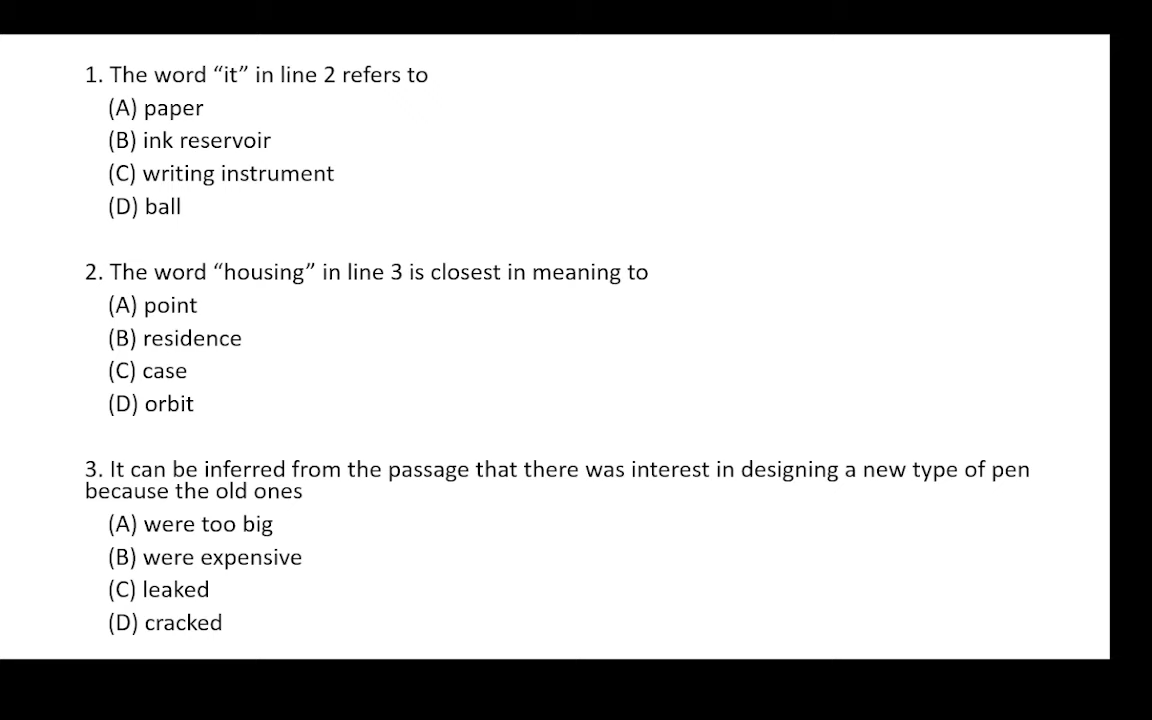 1. The word “it” in line 2 refers to
(A) paper
(B) ink reservoir
(C) writing instrument
(D) ball
2. The word “housing” in line 3 is closest in meaning to
(A) point
(B) residence
(C) case
(D) orbit
3. It can be inferred from the passage that there was interest in designing a new type of pen
because the old ones
(A) were too big
(B) were expensive
(C) leaked
(D) cracked